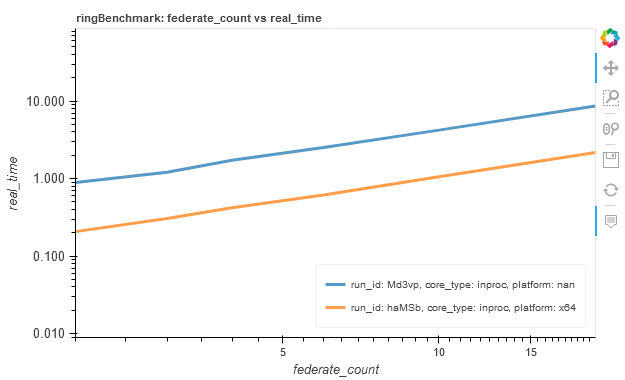 ringBenchmark: federate_count vs real_time
real_time
10.000
1.000
0.100
0.010
run_id: Md3vp, core_type: inproc, platform: nan
run_id: haMSb, core_type: inproc, platform: x64
5
10
15
federate_count